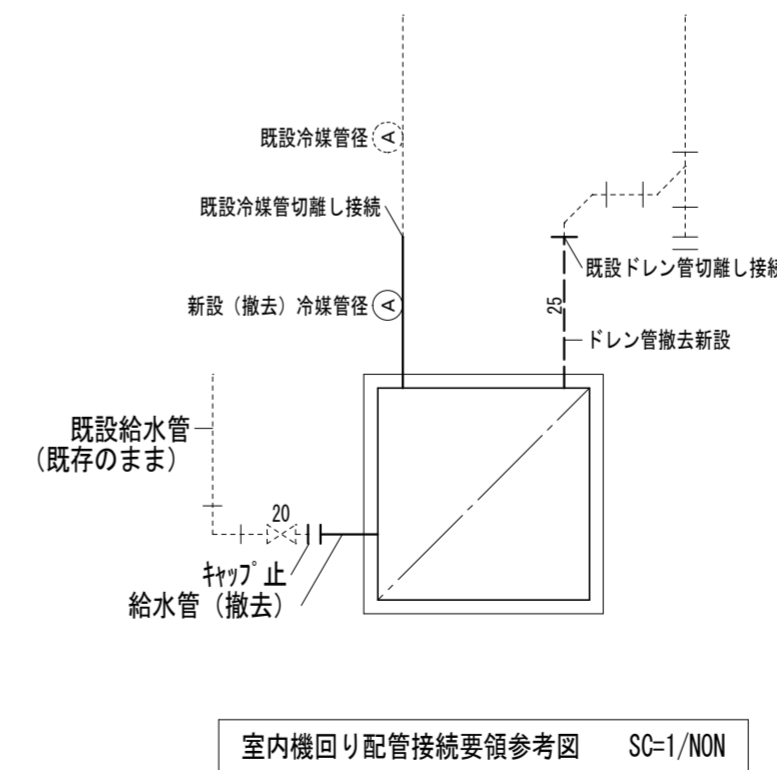 既設冷媒管径 A
既設冷媒管切離し接続
既設ドレン管切離し接続
新設(撤去)冷媒管径 A
25
ドレン管撤去新設
既設給水管
(既存のまま)
20
キャップ止
給水管(撤去)
室内機回り配管接続要領参考図 SC=1/NON